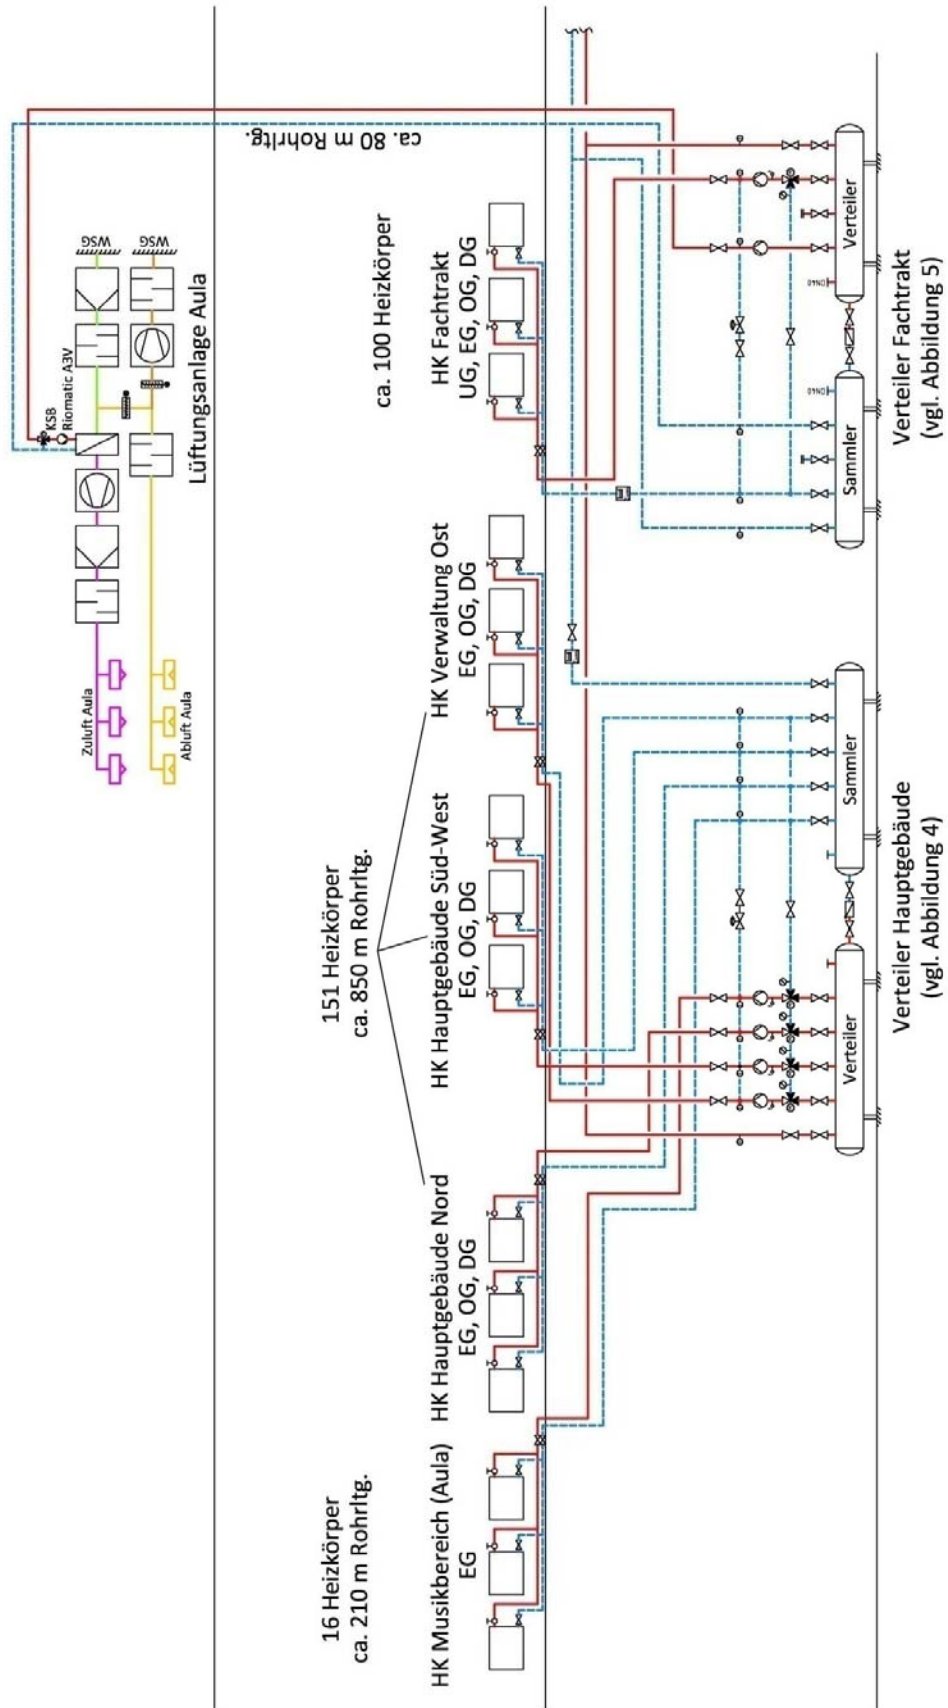 KSB
Riomatic A3V
WSG
WSG
Zuluft Aula
Abluft Aula
Lüftungsanlage Aula
ca. 80 m Rohrltg.
16 Heizkörper
ca. 210 m Rohrltg.
151 Heizkörper
ca. 850 m Rohrltg.
ca. 100 Heizkörper
HK Musikbereich (Aula)
EG
HK Hauptgebäude Nord
EG, OG, DG
HK Hauptgebäude Süd-West
EG, OG, DG
HK Verwaltung Ost
EG, OG, DG
HK Fachtrakt
UG, EG, OG, DG
Verteiler
Sammler
Sammler
DN40
DN40
Verteiler
Verteiler Hauptgebäude
(vgl. Abbildung 4)
Verteiler Fachtrakt
(vgl. Abbildung 5)